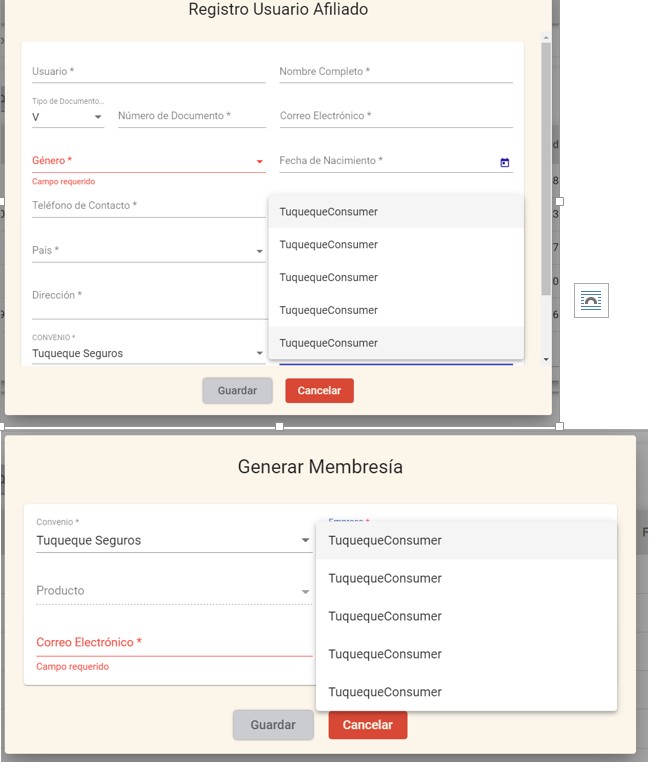 Registro Usuario Afiliado
Usuario *
Nombre Completo *
Tipo de Documento...
V
Número de Documento *
Correo Electrónico *
Género *
Campo requerido
Fecha de Nacimiento *
Teléfono de Contacto *
TuquequeConsumer
TuquequeConsumer
Pais *
TuquequeConsumer
Dirección *
TuquequeConsumer
CONVENIO *
Tuqueque Seguros
TuquequeConsumer
Guardar
Cancelar
Generar Membresía
Convenio *
Tuqueque Seguros
TuquequeConsumer
Producto
TuquequeConsumer
TuquequeConsumer
Correo Electrónico *
Campo requerido
TuquequeConsumer
TuquequeConsumer
Guardar
Cancelar